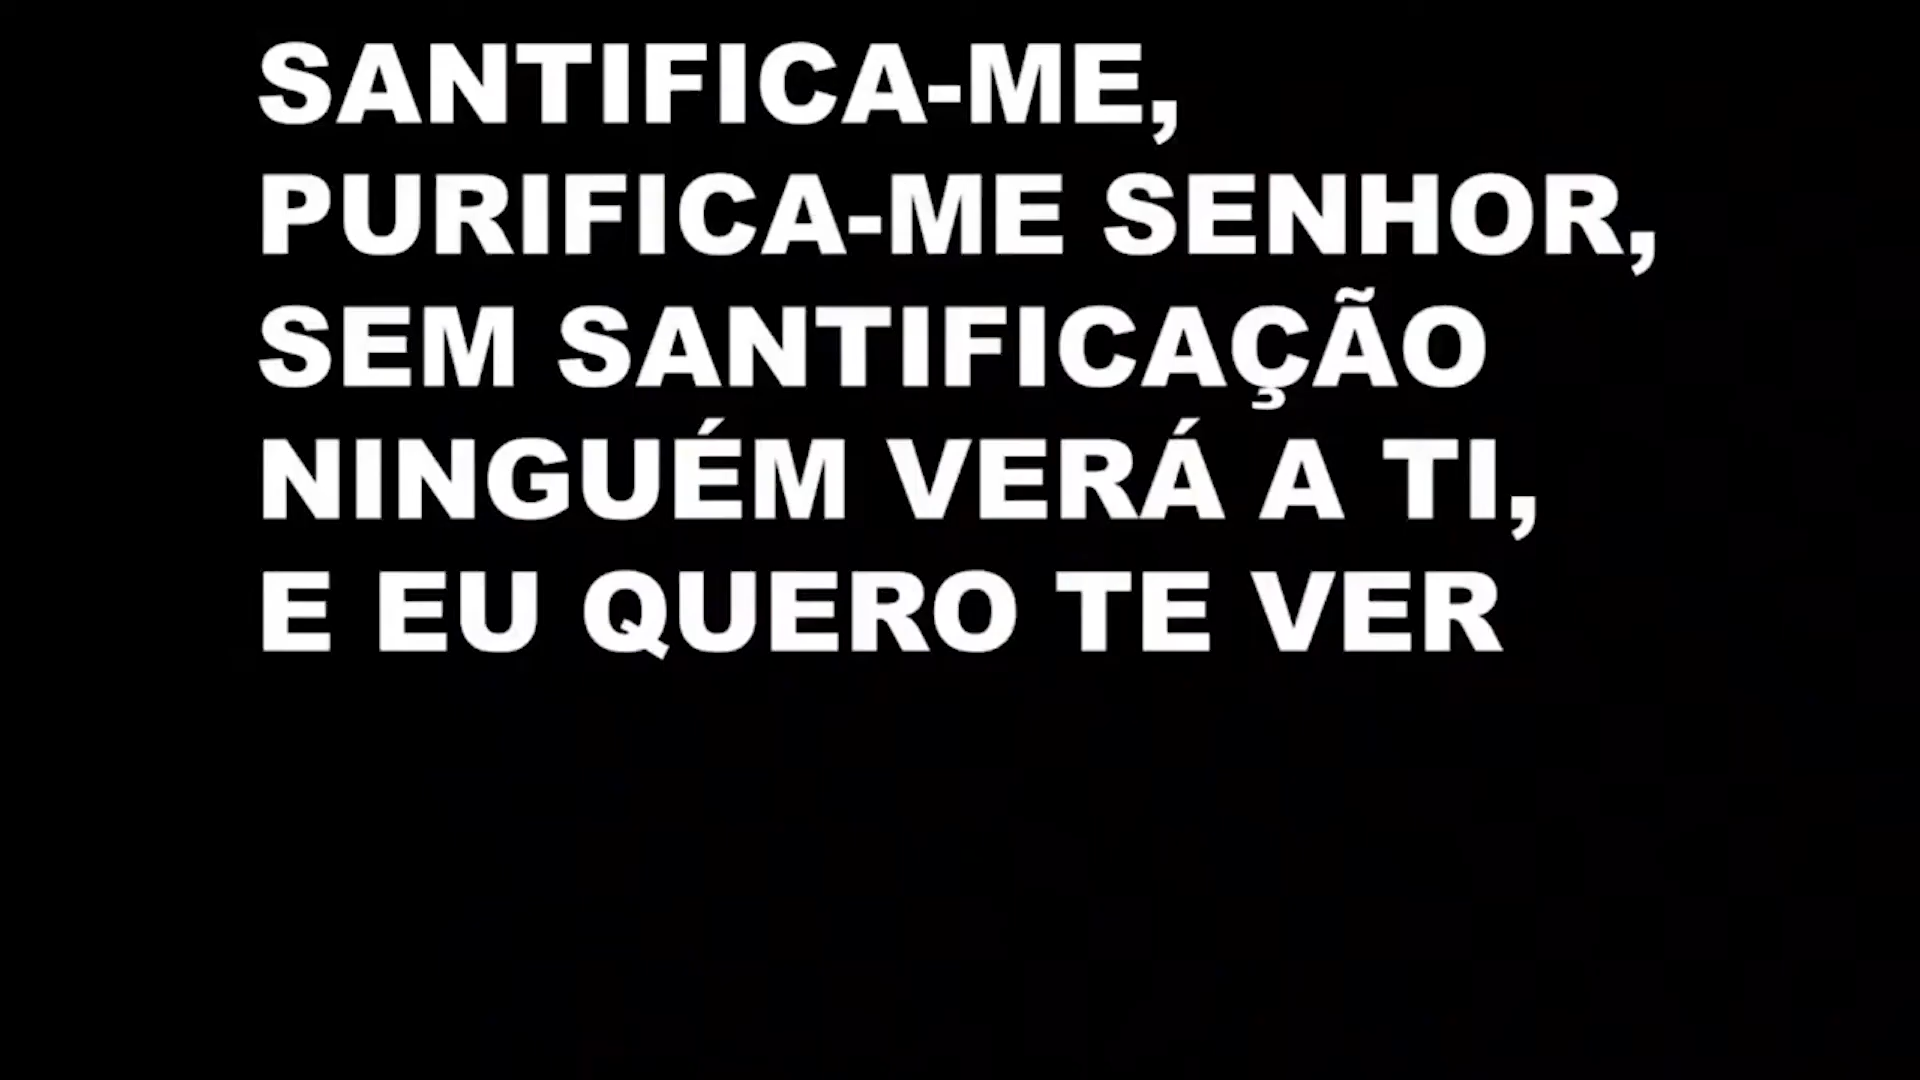 SANTIFICA-ME,
PURIFICA-ME SENHOR,
SEM SANTIFICAÇÃO
NINGUÉM VERÁ A TI,
E EU QUERO TE VER